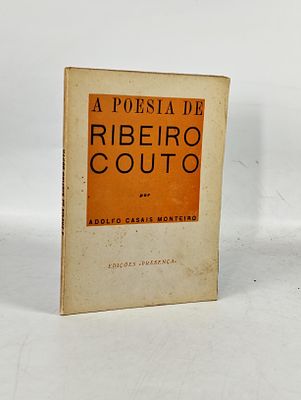 A POESIA DE
RIBEIRO
COUTO
por
ADOLFO CASAIS MONTEIRO
EDIÇÕES «PRESENÇA»